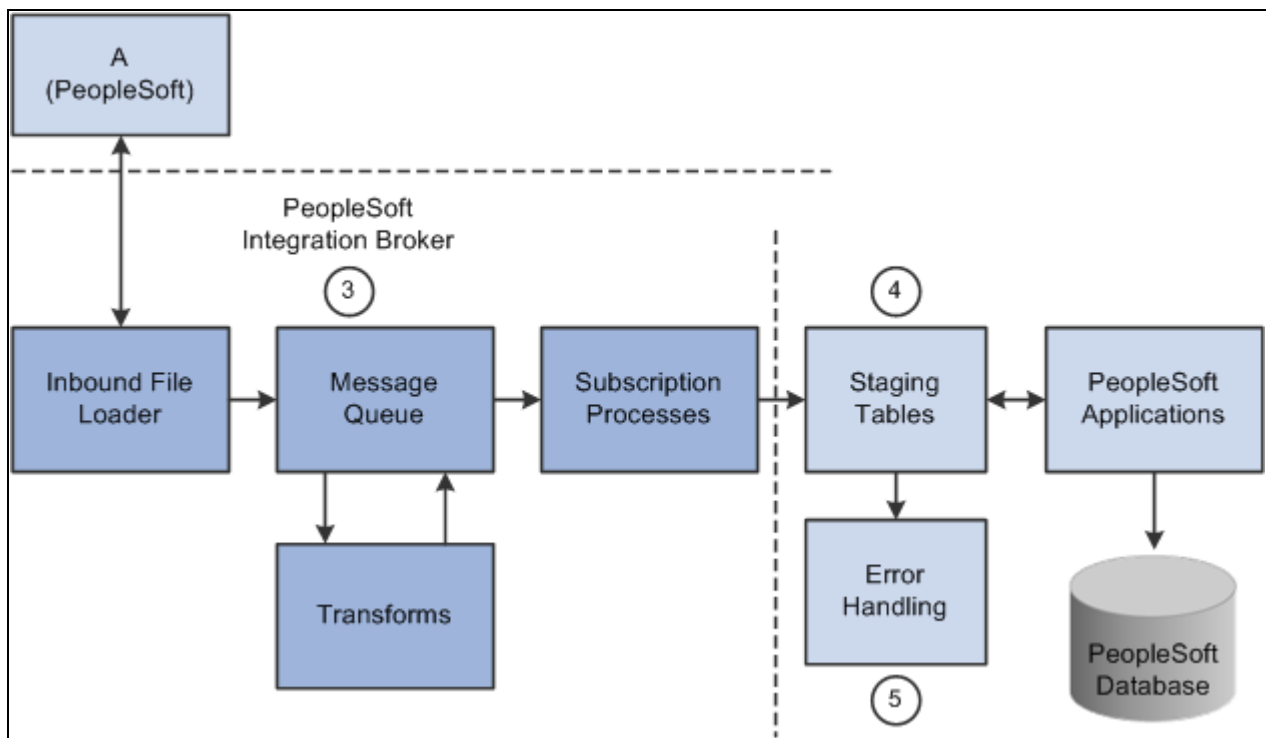 A
(PeopleSoft)
PeopleSoft
Integration Broker
3
4
Inbound File
Loader
Message
Queue
Subscription
Processes
Staging
Tables
PeopleSoft
Applications
Transforms
Error
Handling
5
PeopleSoft
Database